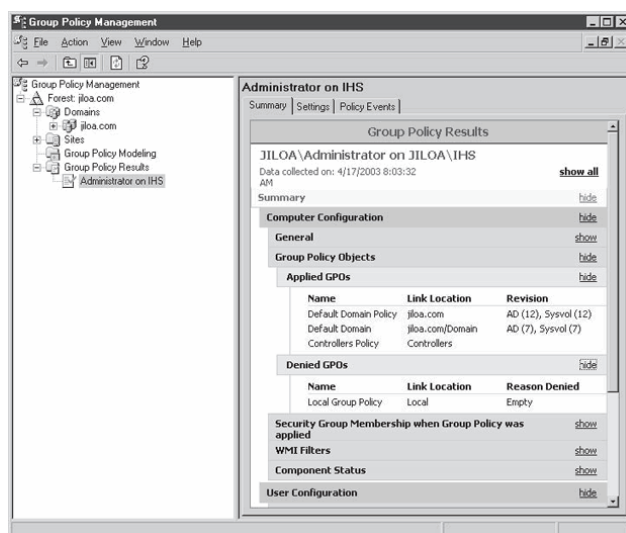 Group Policy Management
File Action View Window Help
Group Policy Management
Forest: jiloa.com
Domains
jiloa.com
Sites
Group Policy Modeling
Group Policy Results
Administrator on IHS
Administrator on IHS
Summary Settings Policy Events
Group Policy Results
JILOA\Administrator on JILOA\IHS
Data collected on: 4/17/2003 8:03:32 AM
show all
Summary hide
Computer Configuration hide
General show
Group Policy Objects hide
Applied GPOs hide
Name Link Location Revision
Default Domain Policy jiloa.com AD (12), Sysvol (12)
Default Domain jiloa.com/Domain AD (7), Sysvol (7)
Controllers Policy Controllers
Denied GPOs hide
Name Link Location Reason Denied
Local Group Policy Local Empty
Security Group Membership when Group Policy was show
applied
WMI Filters show
Component Status show
User Configuration hide